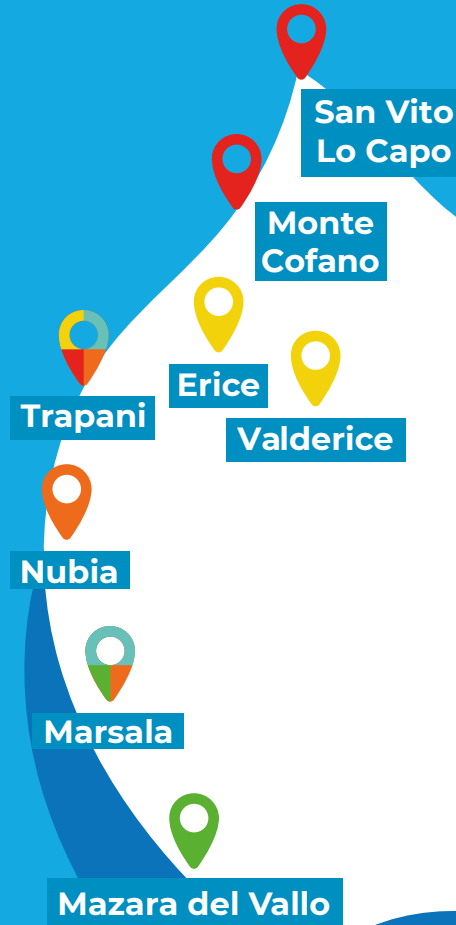 San Vito
Lo Capo
Monte
Cofano
Erice
Trapani
Valderice
Nubia
Marsala
Mazara del Vallo